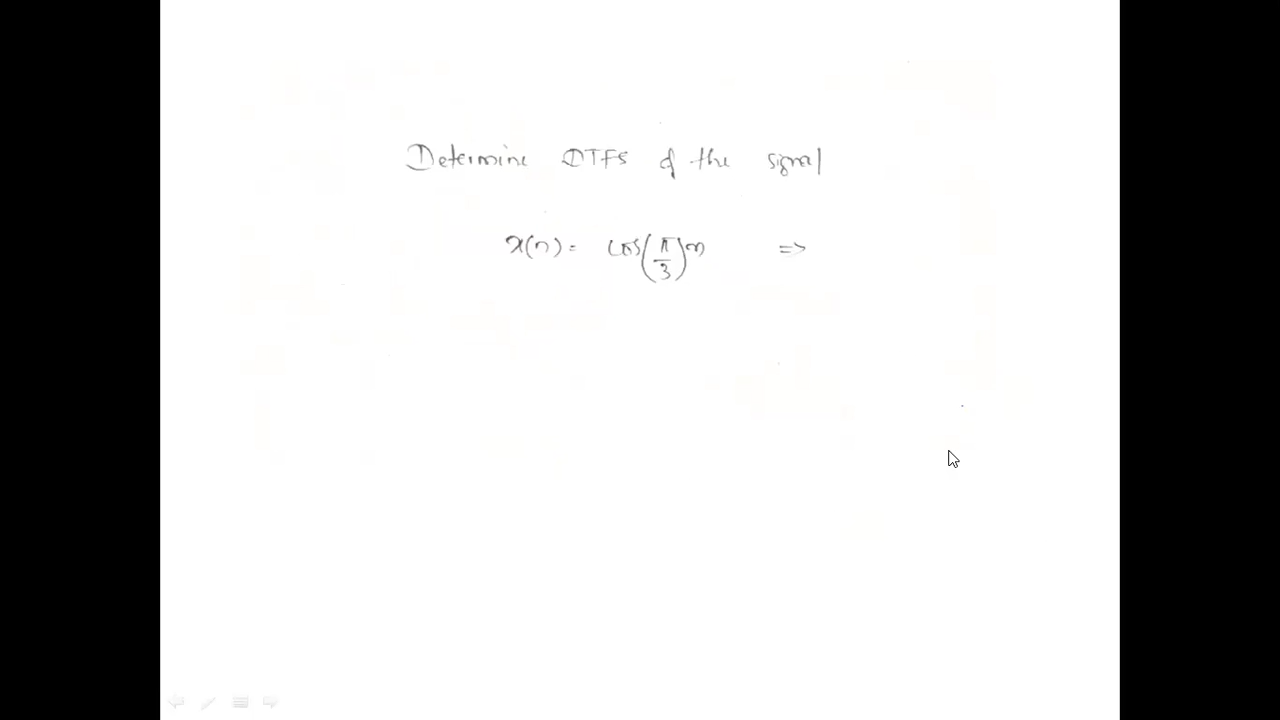 Determine DTFS of the signal
x(n) = cos(π/3)n ⇒